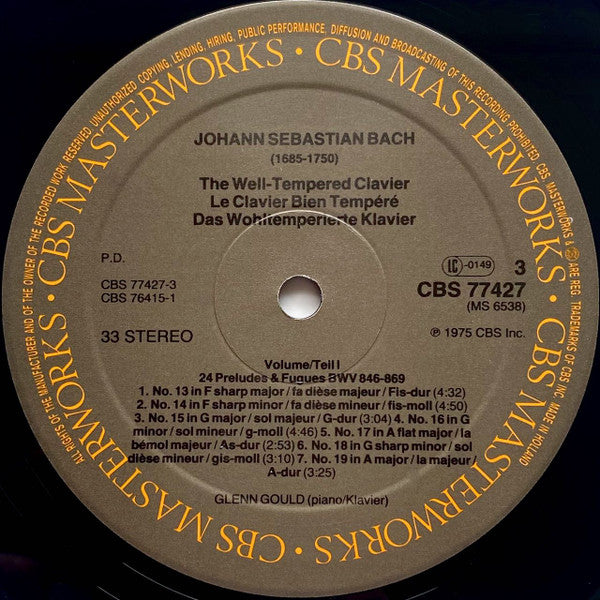 ALL RIGHTS OF THE MANUFACTURER AND OF THE OWNER OF THE RECORDED WORK RESERVED. UNAUTHORIZED COPYING, LENDING, HIRING, PUBLIC PERFORMANCE, DIFFUSION AND BROADCASTING OF THIS RECORDING PROHIBITED. CBS, MASTERWORKS & ARE REG. TRADEMARKS OF CBS INC. MADE IN HOLLAND
CBS MASTERWORKS • CBS MASTERWORKS • CBS MASTERWORKS • CBS MASTERWORKS •
JOHANN SEBASTIAN BACH
(1685-1750)
The Well-Tempered Clavier
Le Clavier Bien Tempéré
Das Wohltemperierte Klavier
P.D.
LC -0149 3
CBS 77427-3
CBS 76415-1
CBS 77427
(MS 6538)
33 STEREO
℗ 1975 CBS Inc.
Volume/Teil I
24 Preludes & Fugues BWV 846-869
1. No. 13 in F sharp major / fa dièse majeur / Fis-dur (4:32)
2. No. 14 in F sharp minor / fa dièse mineur / fis-moll (4:50)
3. No. 15 in G major / sol majeur / G-dur (3:04) 4. No. 16 in G
minor / sol mineur / g-moll (4:46) 5. No. 17 in A flat major / la
bémol majeur / As-dur (2:53) 6. No. 18 in G sharp minor / sol
dièse mineur / gis-moll (3:10) 7. No. 19 in A major / la majeur /
A-dur (3:25)
GLENN GOULD (piano/Klavier)